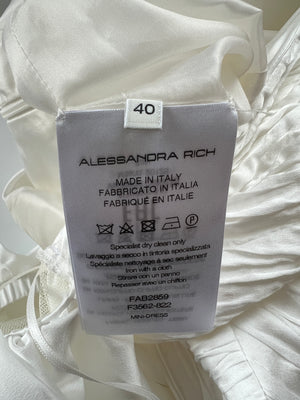 40
ALESSANDRA RICH
MADE IN ITALY
FABBRICATO IN ITALIA
FABRIQUÉ EN ITALIE
Specialist dry clean only
Lavaggio a secco in tintoria specializzata
Specialiste nettoyage à sec seulement
Iron with a cloth
Stirare con un panno
Repasser avec un chiffon
FAB2859
F3562-822
MINI-DRESS